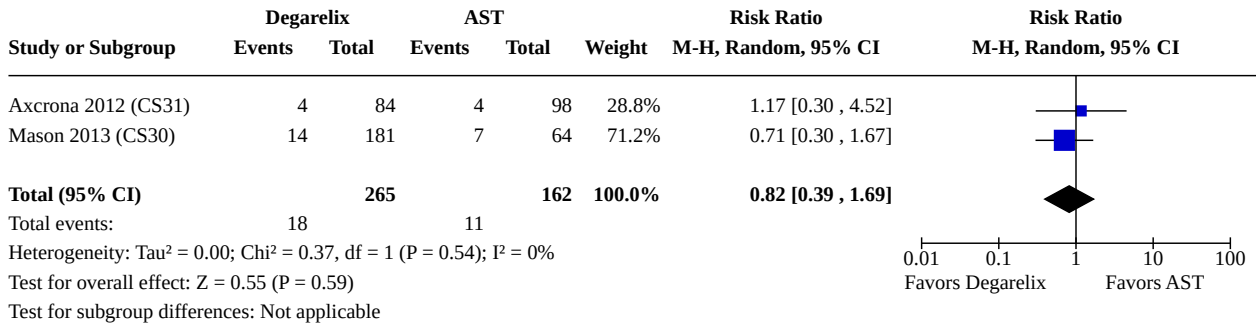 Degarelix AST Risk Ratio Risk Ratio
Study or Subgroup Events Total Events Total Weight M-H, Random, 95% CI M-H, Random, 95% CI
Axcrona 2012 (CS31) 4 84 4 98 28.8% 1.17 [0.30 , 4.52]
Mason 2013 (CS30) 14 181 7 64 71.2% 0.71 [0.30 , 1.67]
Total (95% CI) 265 162 100.0% 0.82 [0.39 , 1.69]
Total events: 18 11
Heterogeneity: Tau² = 0.00; Chi² = 0.37, df = 1 (P = 0.54); I² = 0%
0.01 0.1 1 10 100
Test for overall effect: Z = 0.55 (P = 0.59) Favors Degarelix Favors AST
Test for subgroup differences: Not applicable